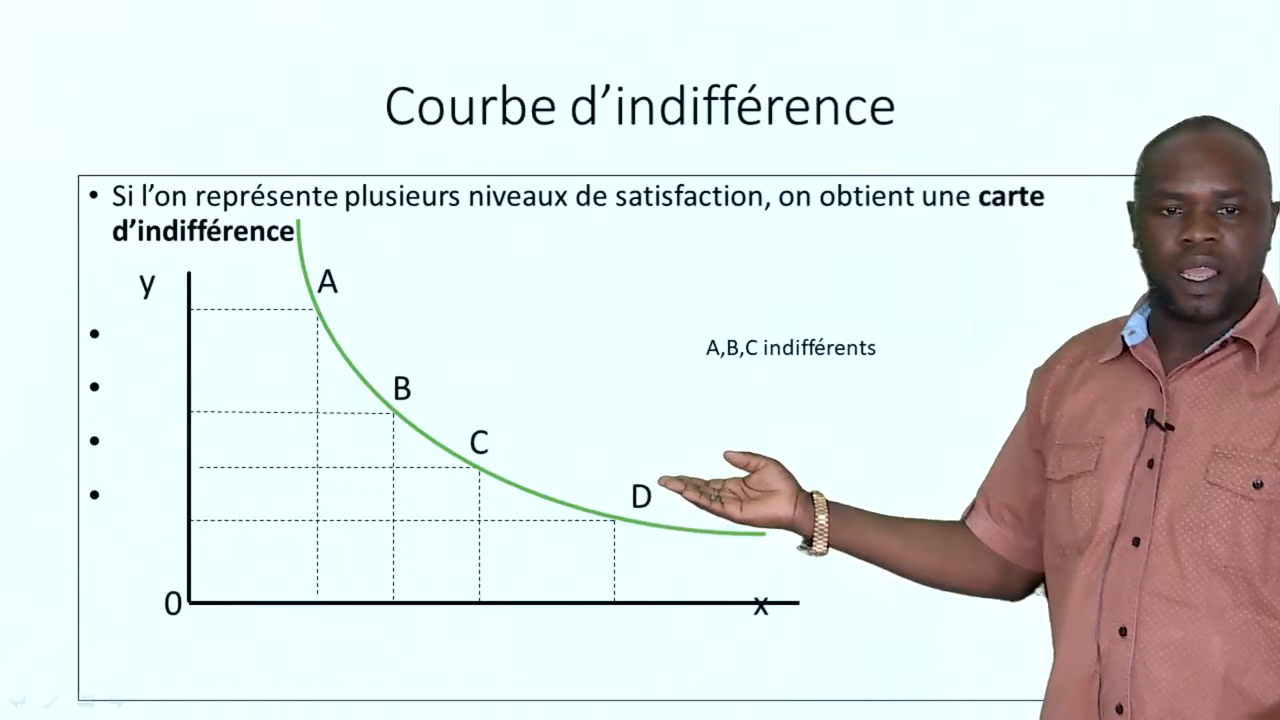 Courbe d’indifférence
• Si l’on représente plusieurs niveaux de satisfaction, on obtient une carte
d’indifférence
y
A
•
A,B,C indifférents
•
B
•
C
•
D
0
x